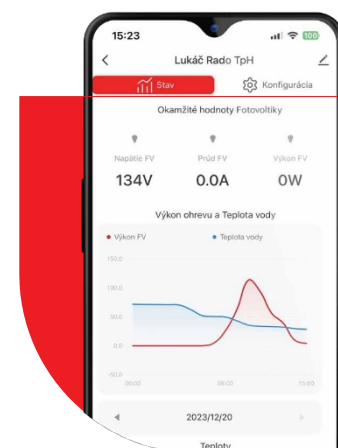 15:23 100
Lukáč Rado TpH
Stav Konfigurácia
Okamžité hodnoty Fotovoltiky
Napätie FV Prúd FV Výkon FV
134V 0.0A 0W
Výkon ohrevu a Teplota vody
Výkon FV Teplota vody
150.0
100.0
50.0
0.0
-50.0
00:00 08:00 15:00
2023/12/20
Teploty